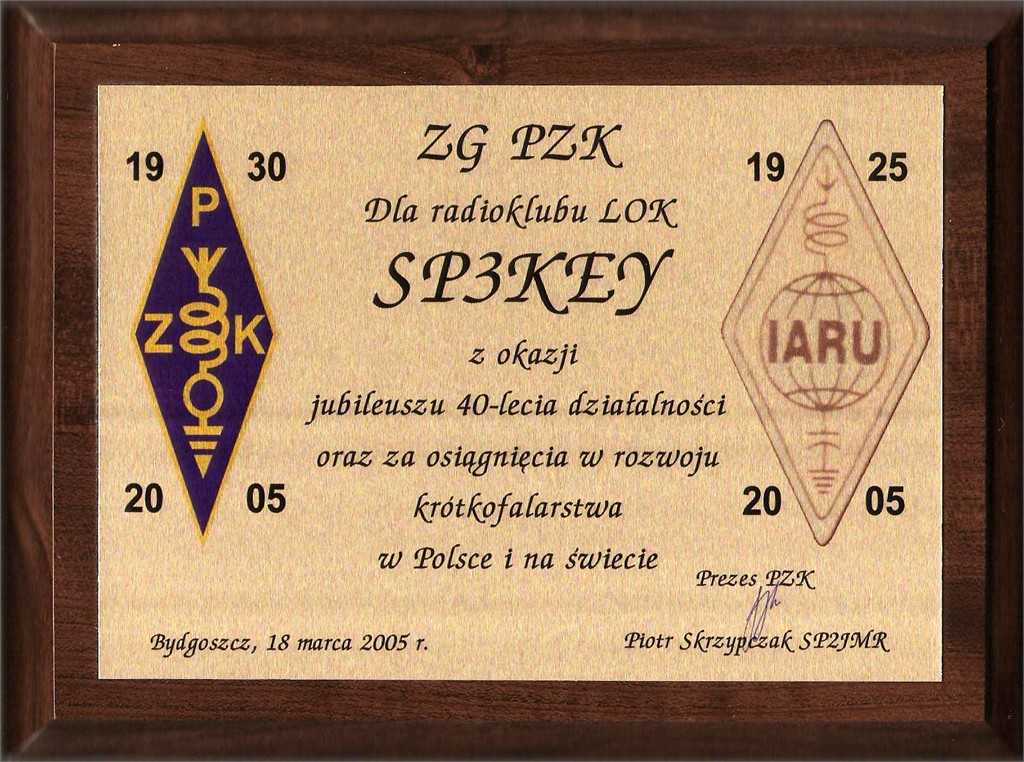 ZG PZK
Dla radioklubu LOK
SP3KEY
z okazji
jubileuszu 40-lecia działalności
oraz za osiągnięcia w rozwoju
krótkofalarstwa
w Polsce i na świecie
19 30
P
Z K
20 05
19 25
IARU
20 05
Prezes PZK
Bydgoszcz, 18 marca 2005 r.
Piotr Skrzypczak SP2JMR